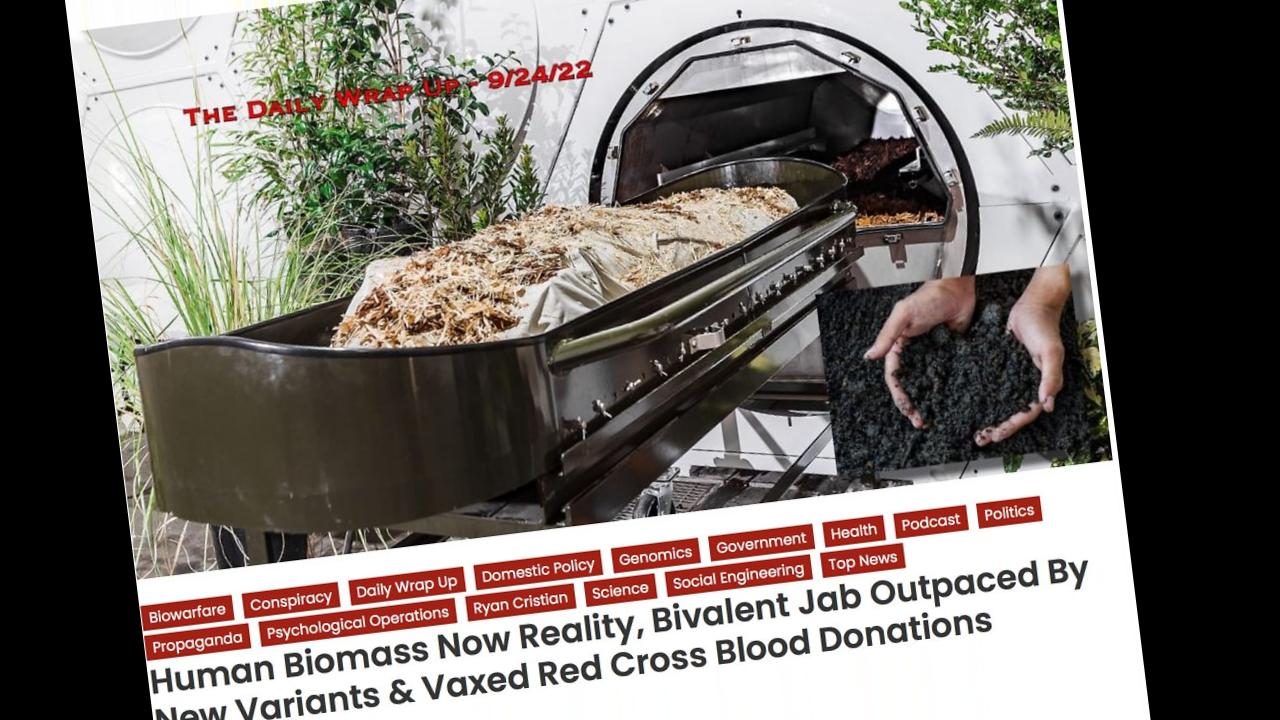 THE DAILY WRAP UP - 9/24/22
Biowarfare Conspiracy Daily Wrap Up Domestic Policy Genomics Government Health Podcast Politics
Propaganda Psychological Operations Ryan Cristian Science Social Engineering Top News
Human Biomass Now Reality, Bivalent Jab Outpaced By
New Variants & Vaxed Red Cross Blood Donations